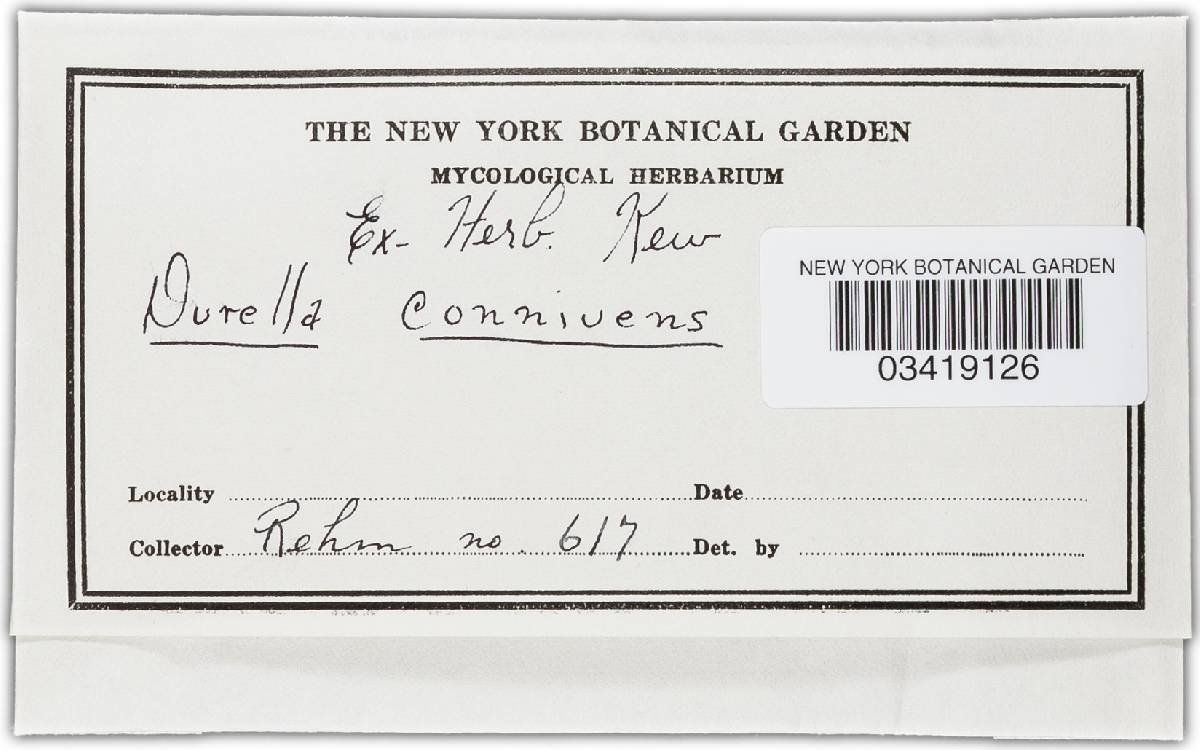 THE NEW YORK BOTANICAL GARDEN
MYCOLOGICAL HERBARIUM
Ex- Herb. Kew
Durella connivens
NEW YORK BOTANICAL GARDEN
03419126
Locality Date
Collector Rehm no. 617 Det. by